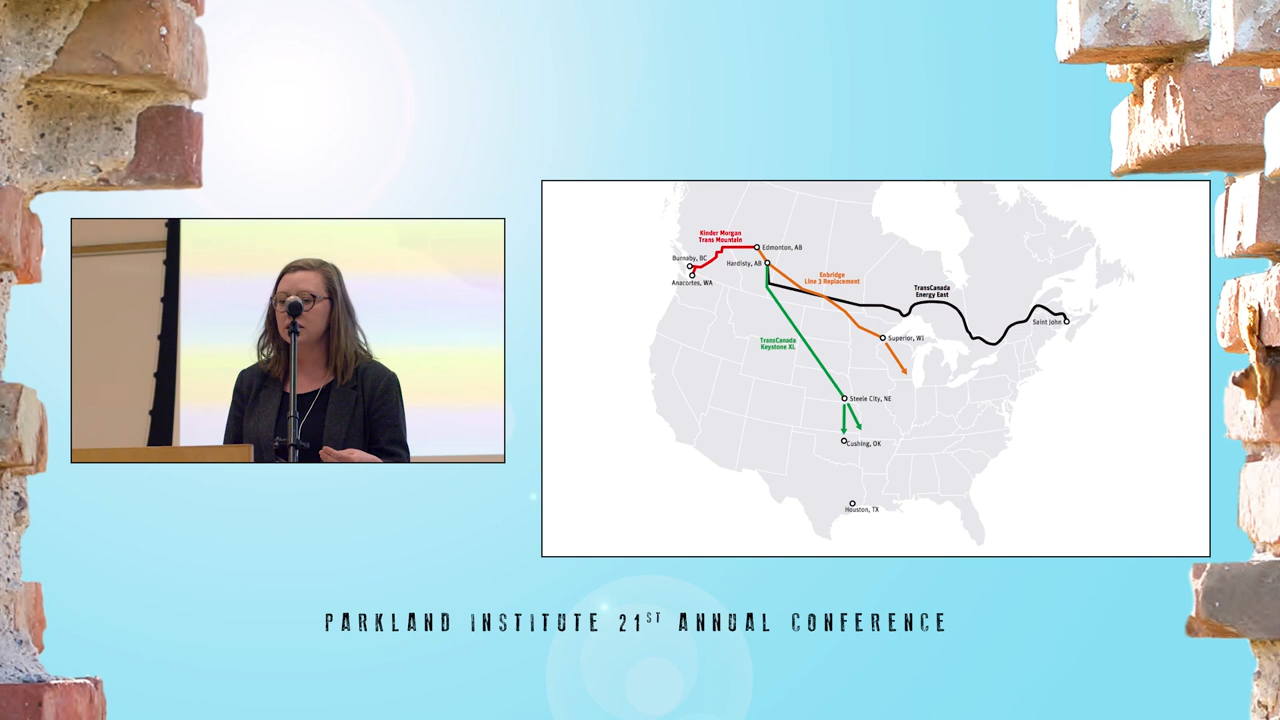 Kinder Morgan
Trans Mountain
Edmonton, AB
Burnaby, BC
Hardisty, AB
Anacortes, WA
Enbridge
Line 3 Replacement
TransCanada
Energy East
Saint John
TransCanada
Keystone XL
Superior, WI
Steele City, NE
Cushing, OK
Houston, TX
PARKLAND INSTITUTE 21ST ANNUAL CONFERENCE